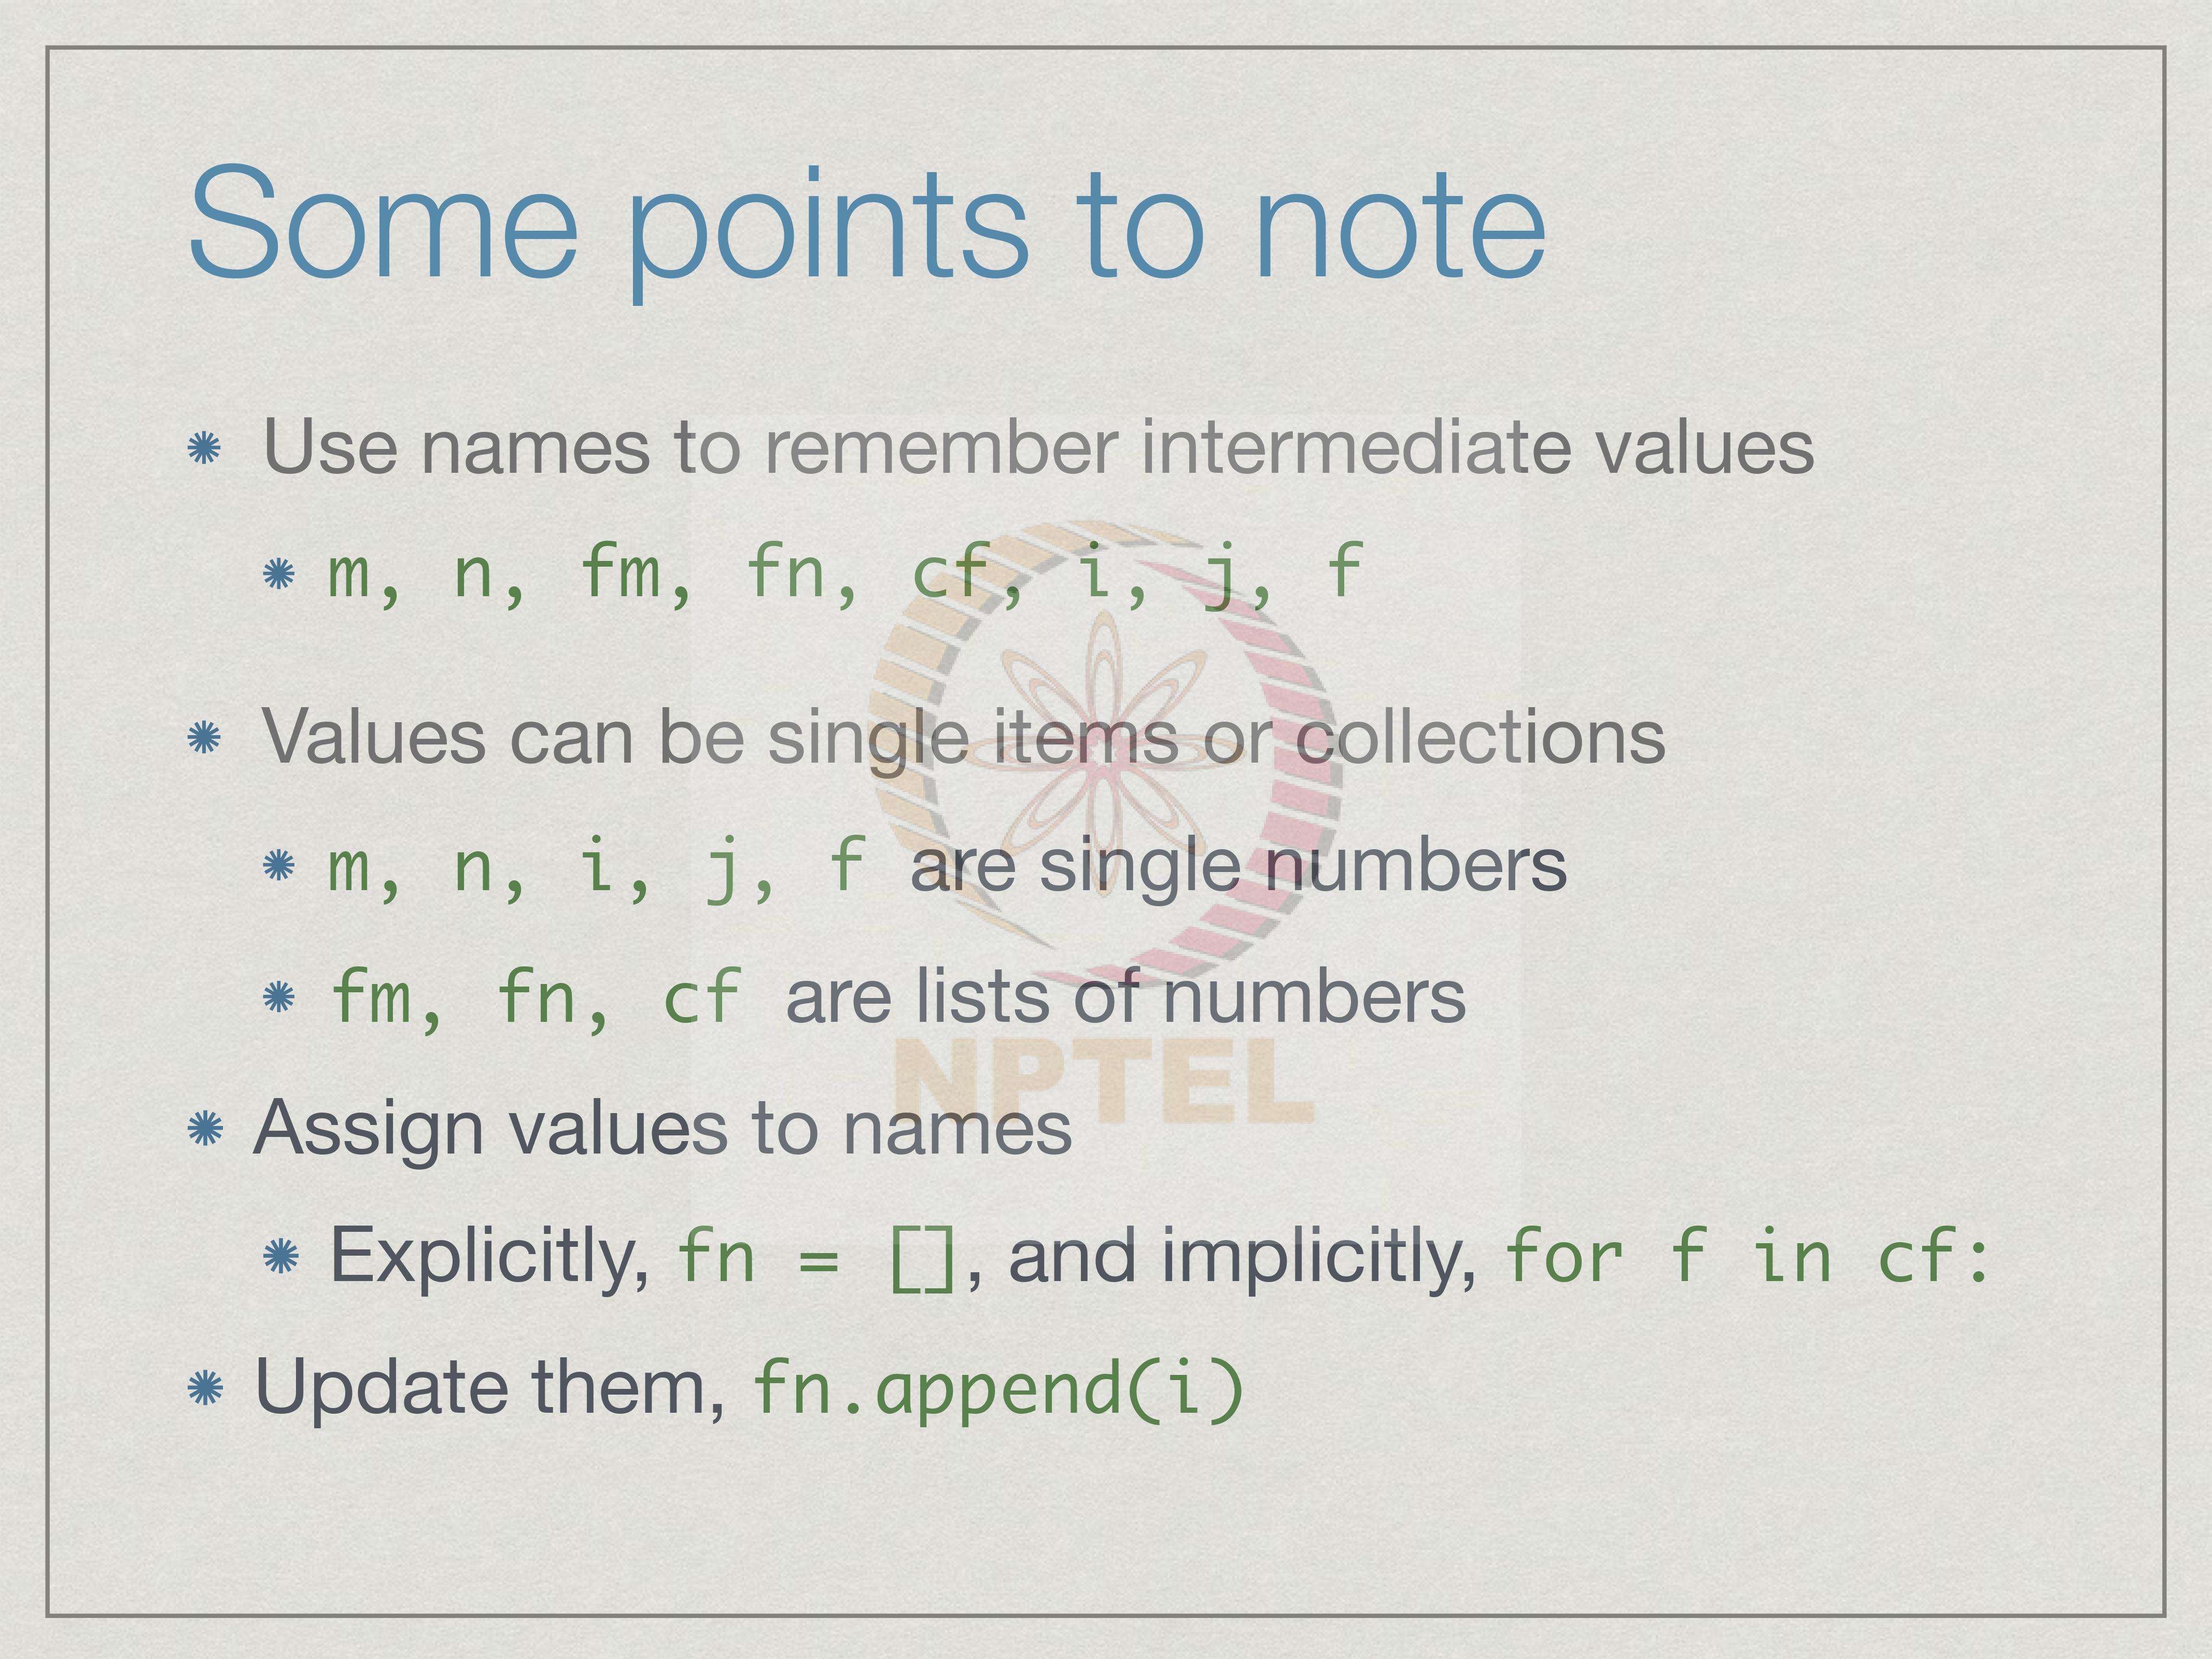 Some points to note
Use names to remember intermediate values
m, n, fm, fn, cf, i, j, f
Values can be single items or collections
m, n, i, j, f are single numbers
fm, fn, cf are lists of numbers
NPTEL
Assign values to names
Explicitly, fn = [], and implicitly, for f in cf:
Update them, fn.append(i)